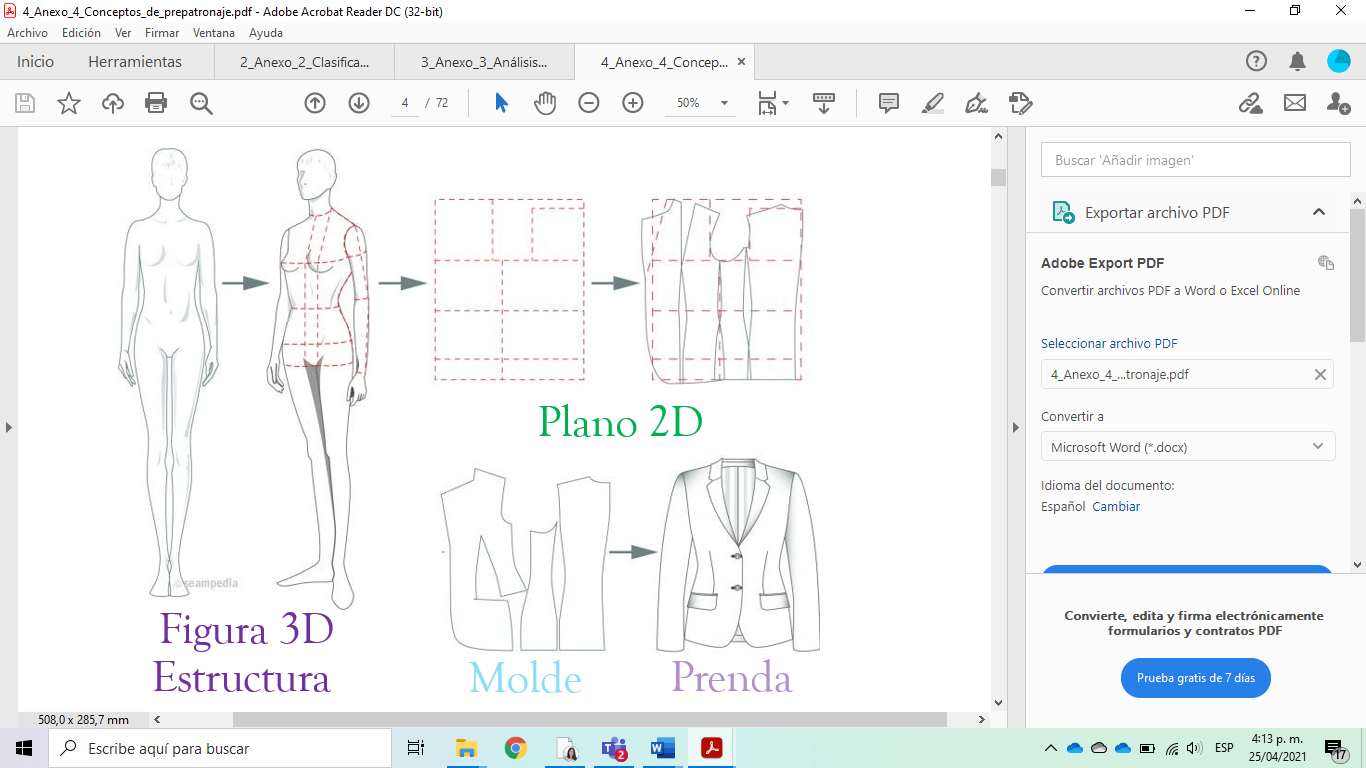 4_Anexo_4_Conceptos_de_prepatronaje.pdf - Adobe Acrobat Reader DC (32-bit)
Archivo Edición Ver Firmar Ventana Ayuda
Inicio Herramientas 2_Anexo_2_Clasifica... 3_Anexo_3_Análisis... 4_Anexo_4_Concep...
4 / 72 50%
Buscar 'Añadir imagen'
Exportar archivo PDF
Adobe Export PDF
Convertir archivos PDF a Word o Excel Online
Seleccionar archivo PDF
4_Anexo_4_...tronaje.pdf
Convertir a
Microsoft Word (*.docx)
Idioma del documento:
Español Cambiar
Convierte, edita y firma electrónicamente
formularios y contratos PDF
Prueba gratis de 7 días
Plano 2D
©seampedia
Figura 3D
Estructura
Molde
Prenda
508,0 x 285,7 mm
Escribe aquí para buscar
2
ESP
4:13 p. m.
25/04/2021
17